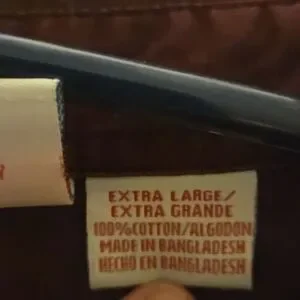 EXTRA LARGE/
EXTRA GRANDE
100%COTTON/ALGODON
MADE IN BANGLADESH
HECHO EN BANGLADESH